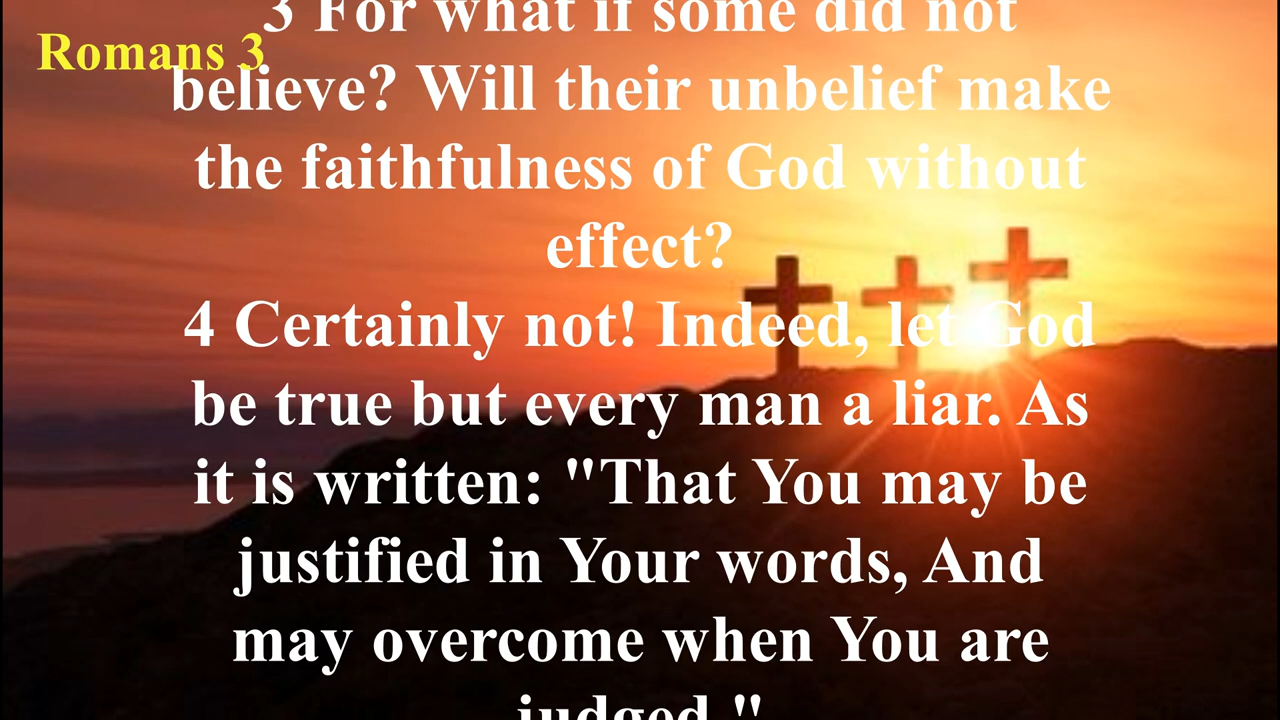 Romans 3
3 For what if some did not
believe? Will their unbelief make
the faithfulness of God without
effect?
4 Certainly not! Indeed, let God
be true but every man a liar. As
it is written: "That You may be
justified in Your words, And
may overcome when You are
judged."